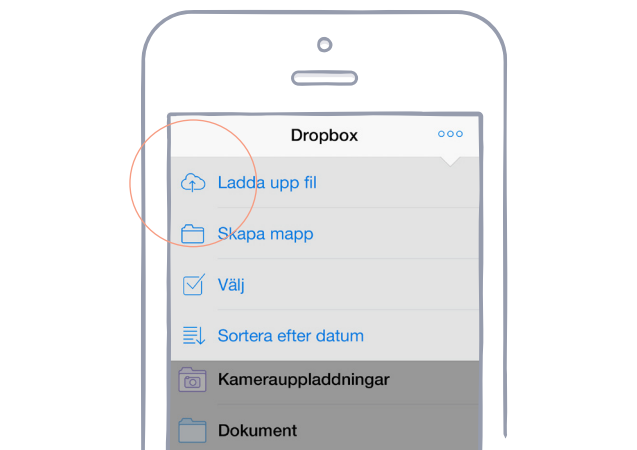 Dropbox
Ladda upp fil
Skapa mapp
Välj
Sortera efter datum
Kamerauppladdningar
Dokument